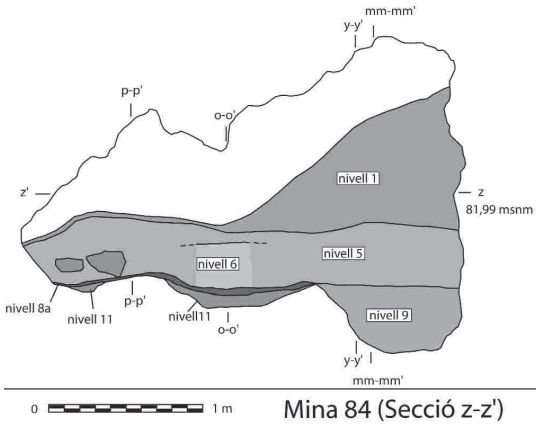 mm-mm'
y-y'
p-p'
o-o'
nivell 1
z'
z
81,99 msnm
nivell 5
nivell 6
nivell 8a
nivell 11
p-p'
nivell11
o-o'
nivell 9
y-y'
mm-mm'
0
1 m
Mina 84 (Secció z-z')